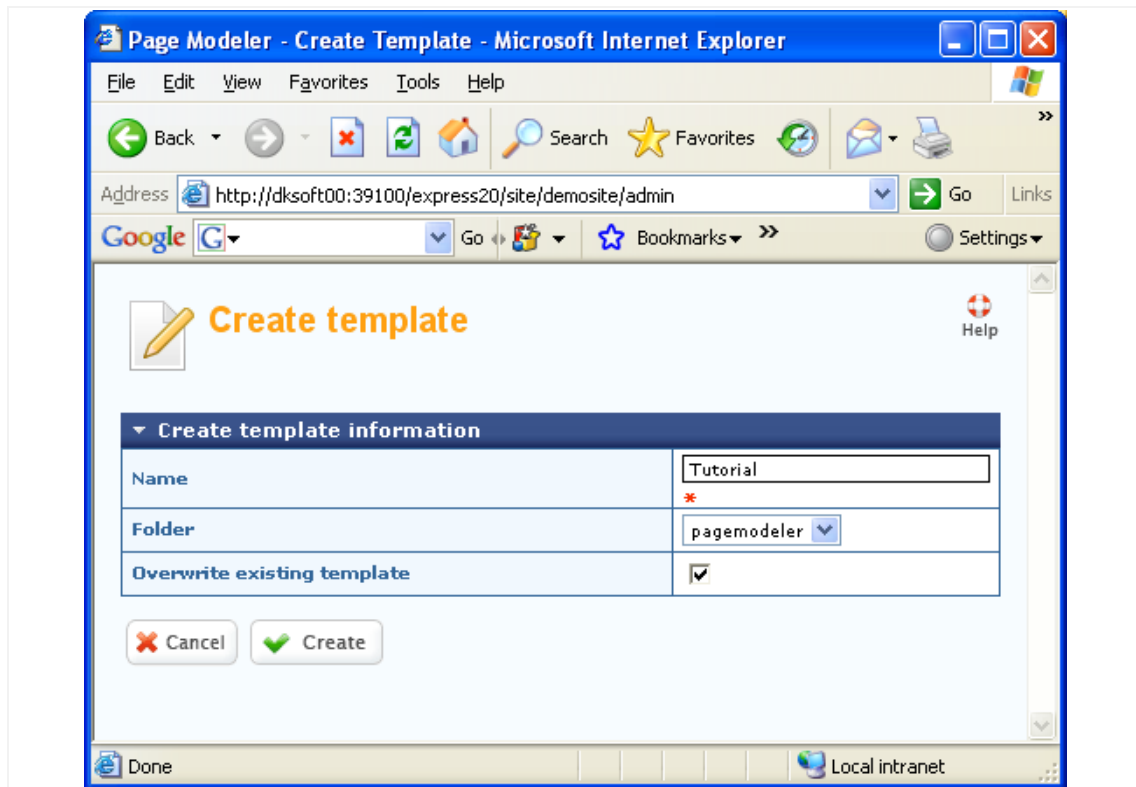 Page Modeler - Create Template - Microsoft Internet Explorer
File Edit View Favorites Tools Help
Back Search Favorites »
Address http://dksoft00:39100/express20/site/demosite/admin Go Links
Google G Go Bookmarks » Settings
Create template
Help
Create template information
Name Tutorial
*
Folder pagemodeler
Overwrite existing template
Cancel Create
Done Local intranet